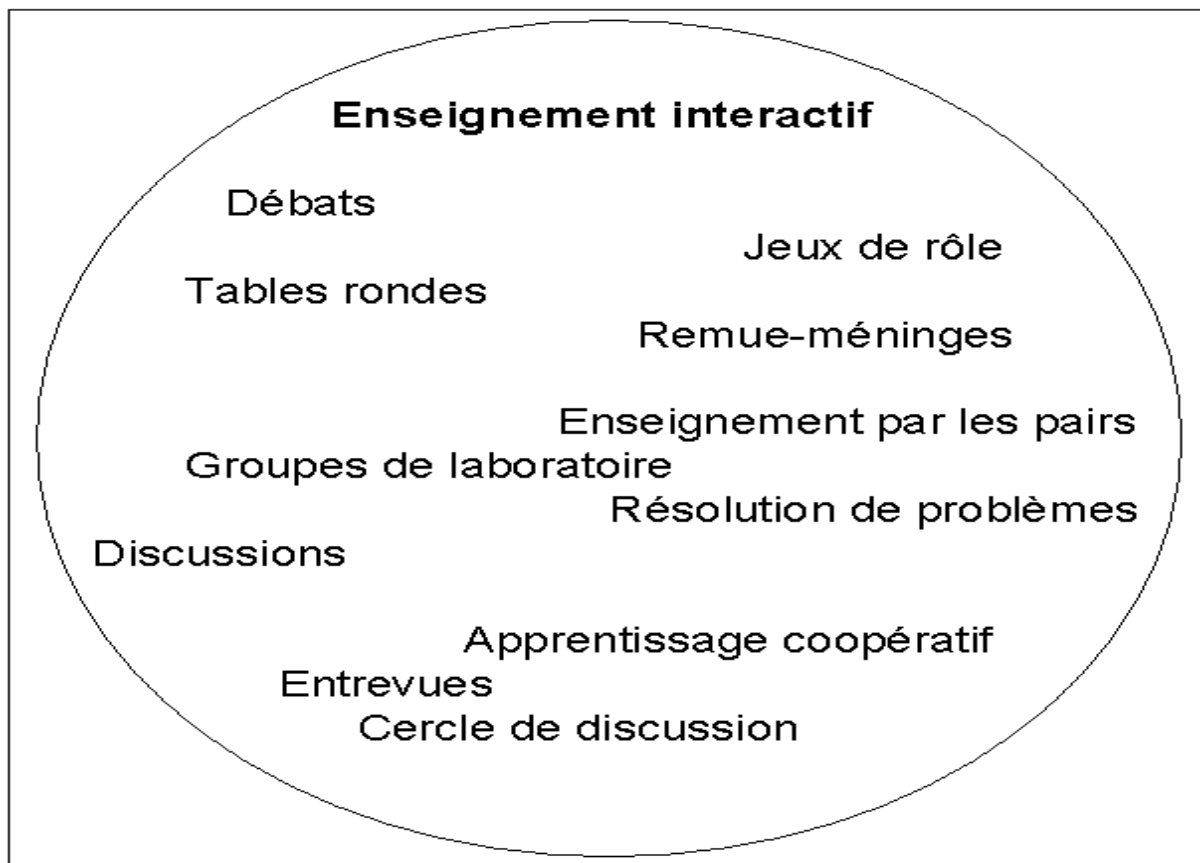 Enseignement interactif
Débats
Jeux de rôle
Tables rondes
Remue-méninges
Enseignement par les pairs
Groupes de laboratoire
Résolution de problèmes
Discussions
Apprentissage coopératif
Entrevues
Cercle de discussion